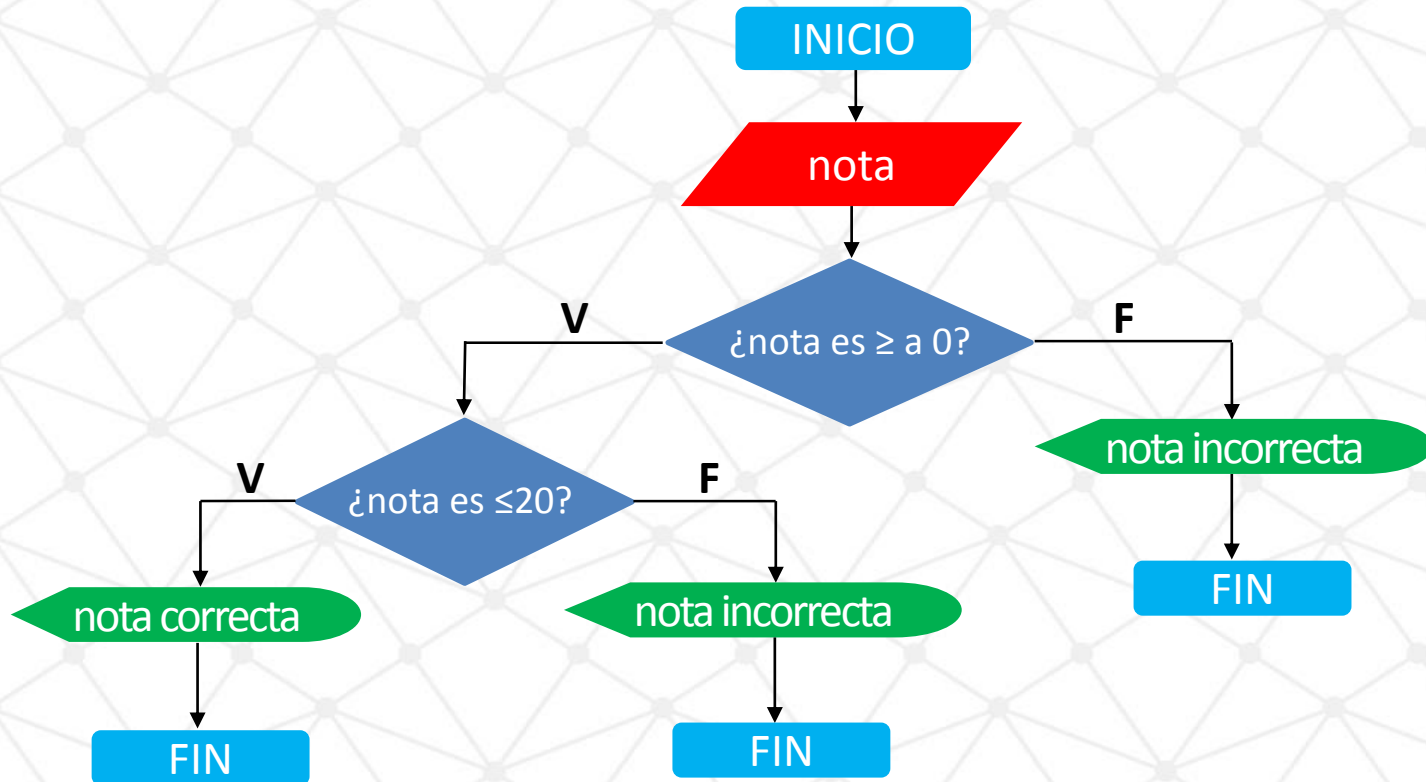 INICIO
nota
¿nota es ≥ a 0?
V
F
¿nota es ≤20?
V
F
nota incorrecta
FIN
nota correcta
nota incorrecta
FIN
FIN